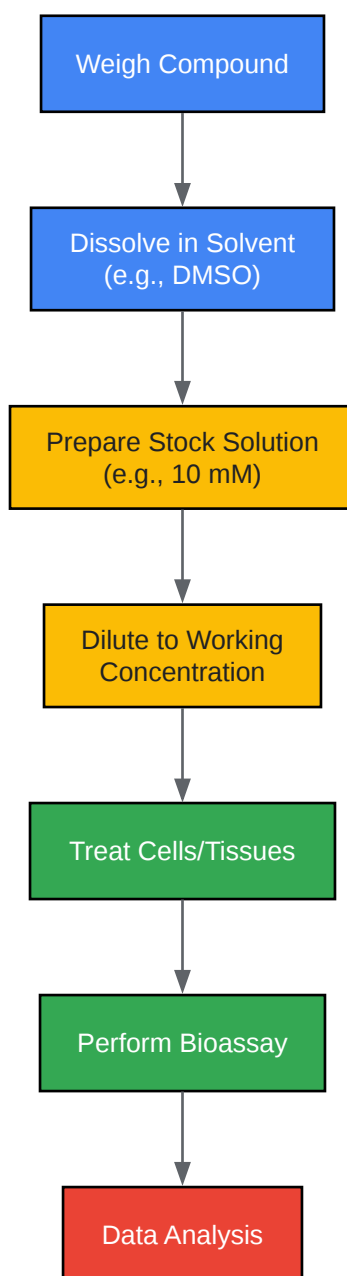 Weigh Compound
Dissolve in Solvent
(e.g., DMSO)
Prepare Stock Solution
(e.g., 10 mM)
Dilute to Working
Concentration
Treat Cells/Tissues
Perform Bioassay
Data Analysis